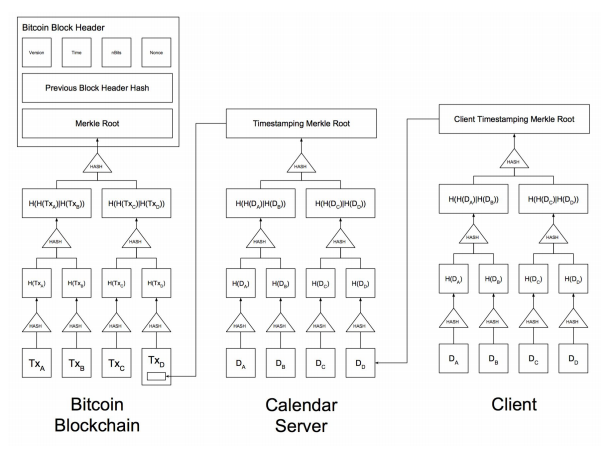 Bitcoin Block Header
Version
Time
nBits
Nonce
Previous Block Header Hash
Merkle Root
HASH
H(H(Tx_A)|H(Tx_B))
H(H(Tx_C)|H(Tx_D))
HASH
HASH
H(Tx_A)
H(Tx_B)
H(Tx_C)
H(Tx_D)
HASH
HASH
HASH
HASH
Tx_A
Tx_B
Tx_C
Tx_D
Bitcoin
Blockchain
Timestamping Merkle Root
HASH
H(H(D_A)|H(D_B))
H(H(D_C)|H(D_D))
HASH
HASH
H(D_A)
H(D_B)
H(D_C)
H(D_D)
HASH
HASH
HASH
HASH
D_A
D_B
D_C
D_D
Calendar
Server
Client Timestamping Merkle Root
HASH
H(H(D_A)|H(D_B))
H(H(D_C)|H(D_D))
HASH
HASH
H(D_A)
H(D_B)
H(D_C)
H(D_D)
HASH
HASH
HASH
HASH
D_A
D_B
D_C
D_D
Client